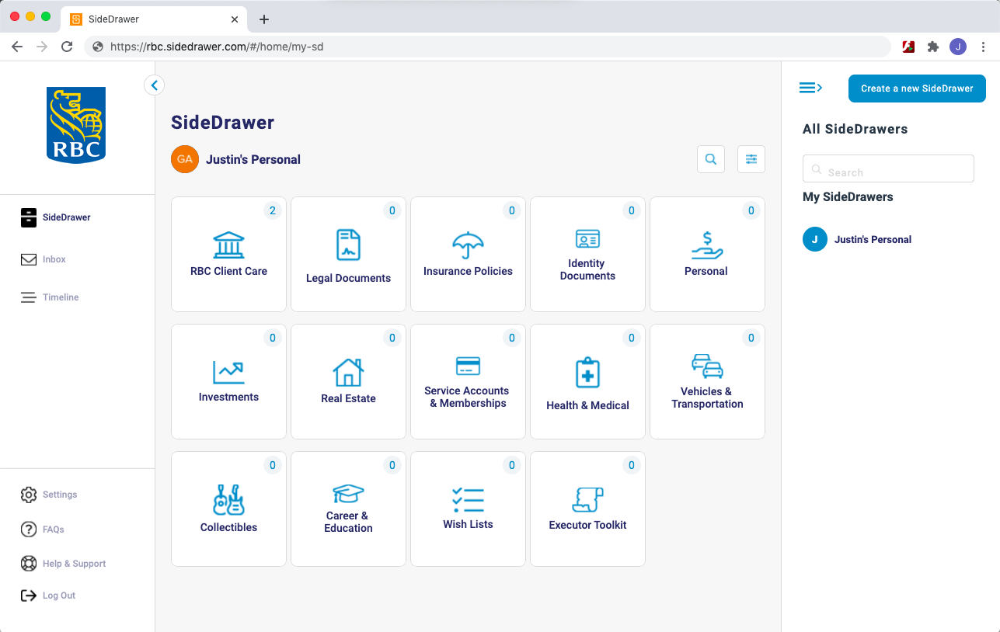 SideDrawer
https://rbc.sidedrawer.com/#/home/my-sd
J
RBC
SideDrawer
Inbox
Timeline
Settings
FAQs
Help & Support
Log Out
SideDrawer
GA
Justin's Personal
2
RBC Client Care
0
Legal Documents
0
Insurance Policies
0
Identity
Documents
0
Personal
0
Investments
0
Real Estate
0
Service Accounts
& Memberships
0
Health & Medical
0
Vehicles &
Transportation
0
Collectibles
0
Career &
Education
0
Wish Lists
0
Executor Toolkit
Create a new SideDrawer
All SideDrawers
Search
My SideDrawers
J
Justin's Personal